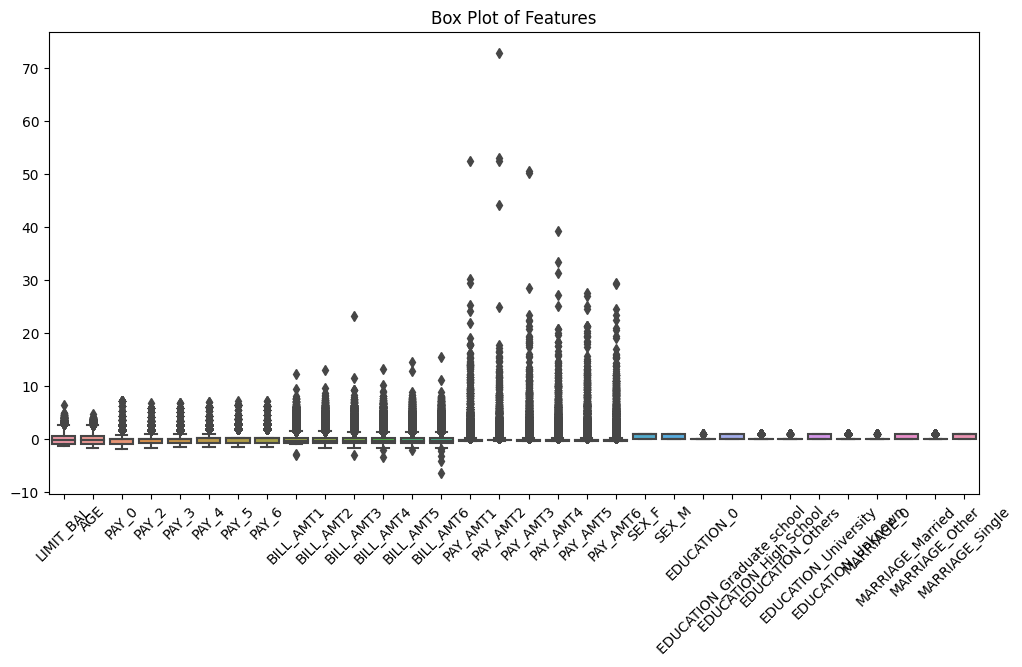 Box Plot of Features
70
60
50
40
30
20
10
0
−10
LIMIT_BAL
AGE
PAY_0
PAY_2
PAY_3
PAY_4
PAY_5
PAY_6
BILL_AMT1
BILL_AMT2
BILL_AMT3
BILL_AMT4
BILL_AMT5
BILL_AMT6
PAY_AMT1
PAY_AMT2
PAY_AMT3
PAY_AMT4
PAY_AMT5
PAY_AMT6
SEX_F
SEX_M
EDUCATION_0
EDUCATION_Graduate school
EDUCATION_High School
EDUCATION_Others
EDUCATION_University
EDUCATION_Unknown
MARRIAGE_0
MARRIAGE_Married
MARRIAGE_Other
MARRIAGE_Single